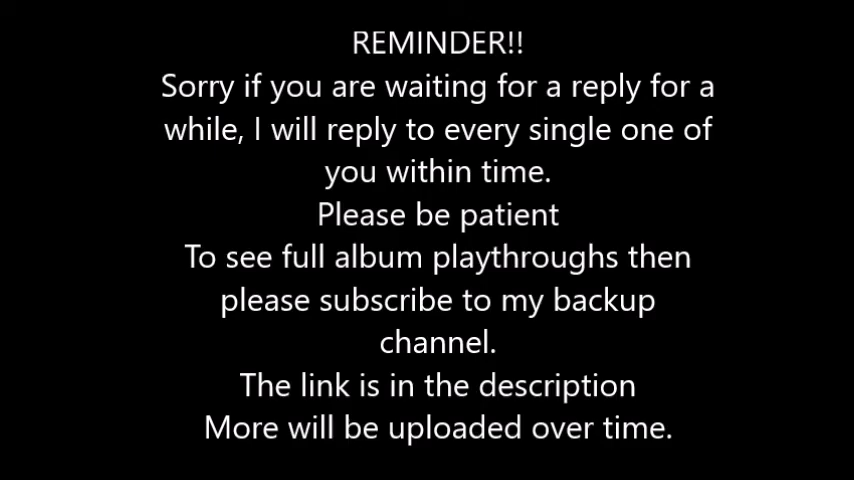 REMINDER!!
Sorry if you are waiting for a reply for a
while, I will reply to every single one of
you within time.
Please be patient
To see full album playthroughs then
please subscribe to my backup
channel.
The link is in the description
More will be uploaded over time.